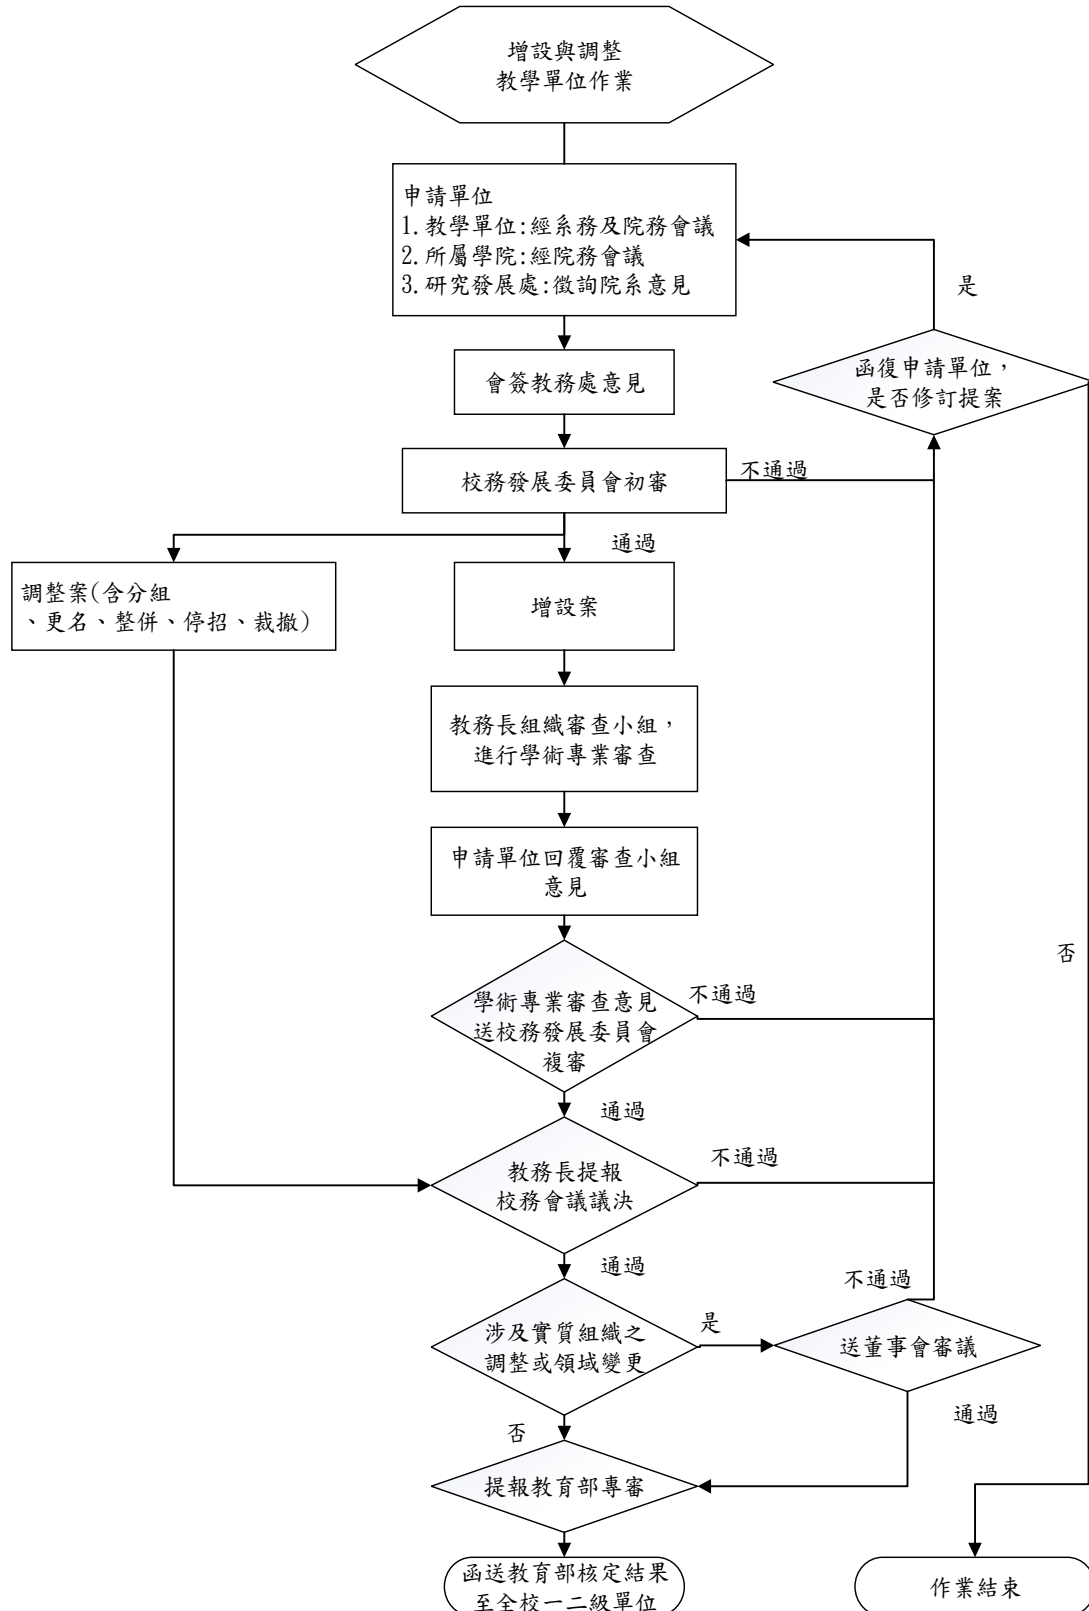 增設與調整
教學單位作業
申請單位
1.教學單位:經系務及院務會議
2.所屬學院:經院務會議
3.研究發展處:徵詢院系意見
是
函復申請單位，
是否修訂提案
會簽教務處意見
校務發展委員會初審
不通過
通過
調整案(含分組
、更名、整併、停招、裁撤)
增設案
教務長組織審查小組，
進行學術專業審查
申請單位回覆審查小組
意見
否
學術專業審查意見
送校務發展委員會
複審
不通過
通過
教務長提報
校務會議議決
不通過
通過
不通過
涉及實質組織之
調整或領域變更
是
送董事會審議
通過
否
提報教育部專審
函送教育部核定結果
至全校一二級單位
作業結束